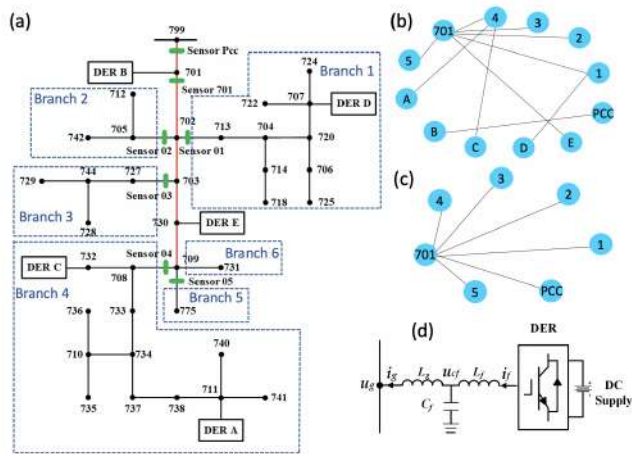 (a)
799
Sensor Pcc
DER B
701
Sensor 701
724
Branch 1
Branch 2
712
722
707
DER D
702
742
705
713
704
720
Sensor 02
Sensor 01
744
727
714
706
729
703
Sensor 03
718
725
728
Branch 3
730
DER E
Sensor 04
Branch 6
DER C
732
709
731
708
Sensor 05
Branch 4
Branch 5
775
736
733
740
710
734
711
741
735
737
738
DER A
(b)
4
3
701
2
5
1
A
PCC
B
C
D
E
(c)
3
4
2
701
1
5
PCC
(d)
DER
ug
ig
Lg
ucf
Lf
if
Cf
DC
Supply